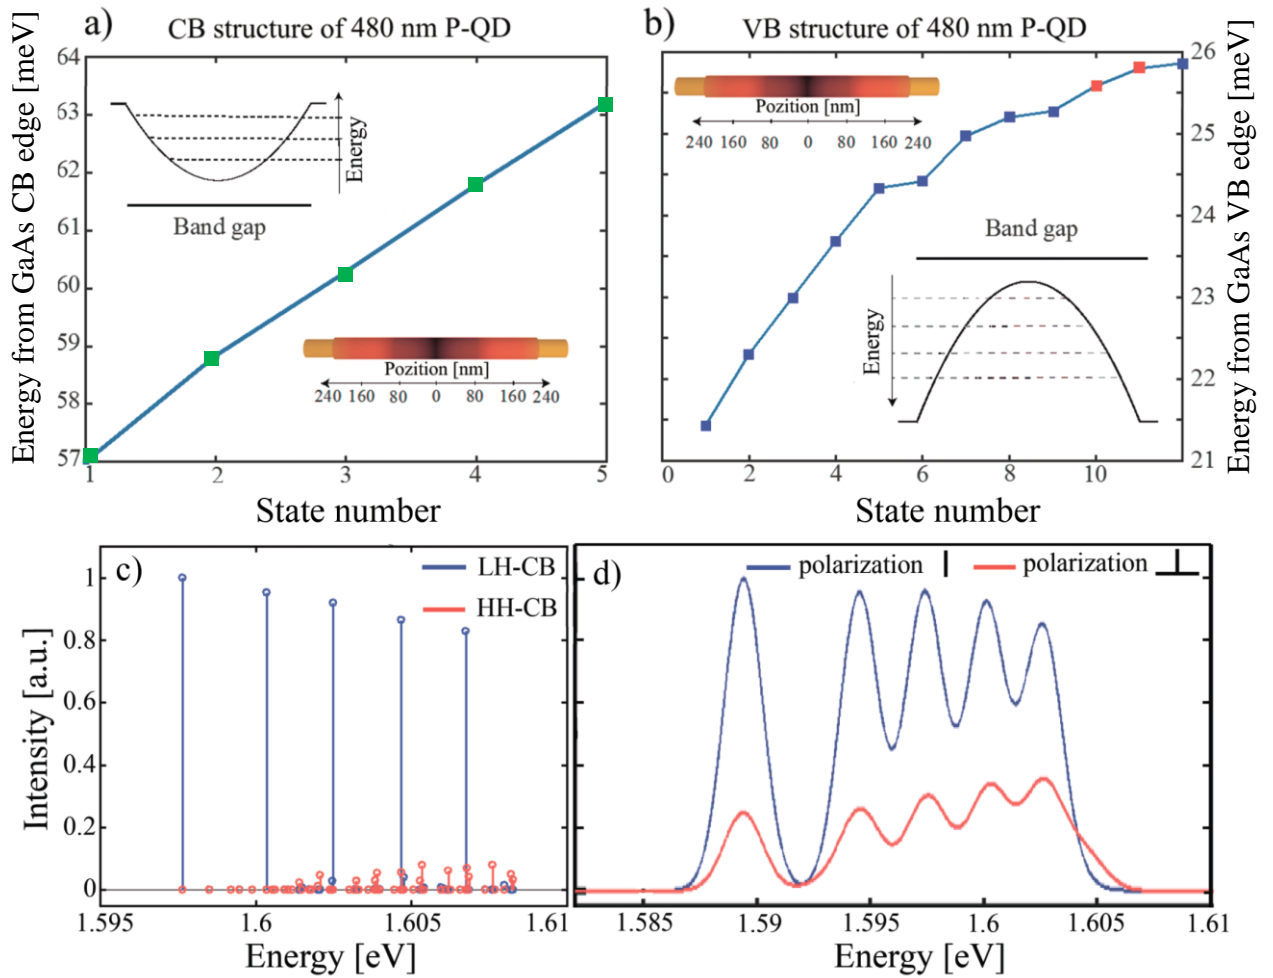 a) CB structure of 480 nm P-QD
Energy from GaAs CB edge [meV]
64
63
62
61
60
59
58
57
1 2 3 4 5
State number
Energy
Band gap
Pozition [nm]
240 160 80 0 80 160 240
b) VB structure of 480 nm P-QD
Pozition [nm]
240 160 80 0 80 160 240
Band gap
Energy
26
25
24
23
22
21
0 2 4 6 8 10
State number
Energy from GaAs VB edge [meV]
c)
LH-CB
HH-CB
Intensity [a.u.]
1
0.8
0.6
0.4
0.2
0
1.595 1.6 1.605 1.61
Energy [eV]
d)
polarization | polarization ⊥
1.585 1.59 1.595 1.6 1.605 1.61
Energy [eV]